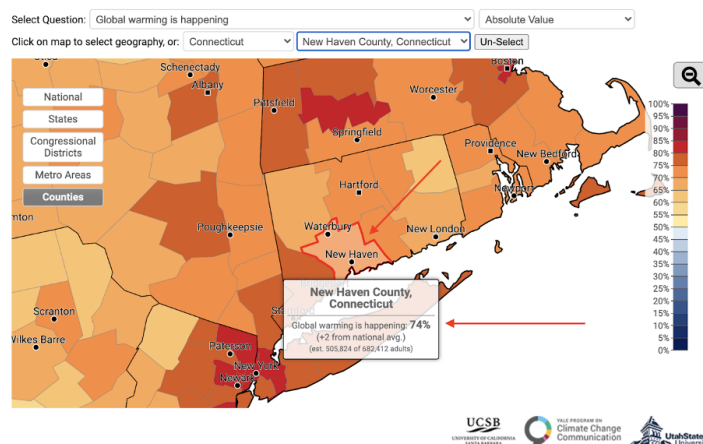 Select Question: Global warming is happening Absolute Value
Click on map to select geography, or: Connecticut New Haven County, Connecticut Un-Select
Schenectady
Albany
Boston
Pittsfield
Worcester
National
States
Congressional
Districts
Metro Areas
Counties
Springfield
Providence
New Bedford
Hartford
Newport
Poughkeepsie
Waterbury
New London
New Haven
New Haven County,
Connecticut
Global warming is happening: 74%
(+2 from national avg.)
(est. 505,824 of 682,412 adults)
Scranton
Wilkes Barre
Paterson
New York
Newark
100%
95%
90%
85%
80%
75%
70%
65%
60%
55%
50%
45%
40%
35%
30%
25%
20%
15%
10%
5%
0%
UCSB
UNIVERSITY OF CALIFORNIA
SANTA BARBARA
YALE PROGRAM ON
Climate Change
Communication
UtahState
Univers